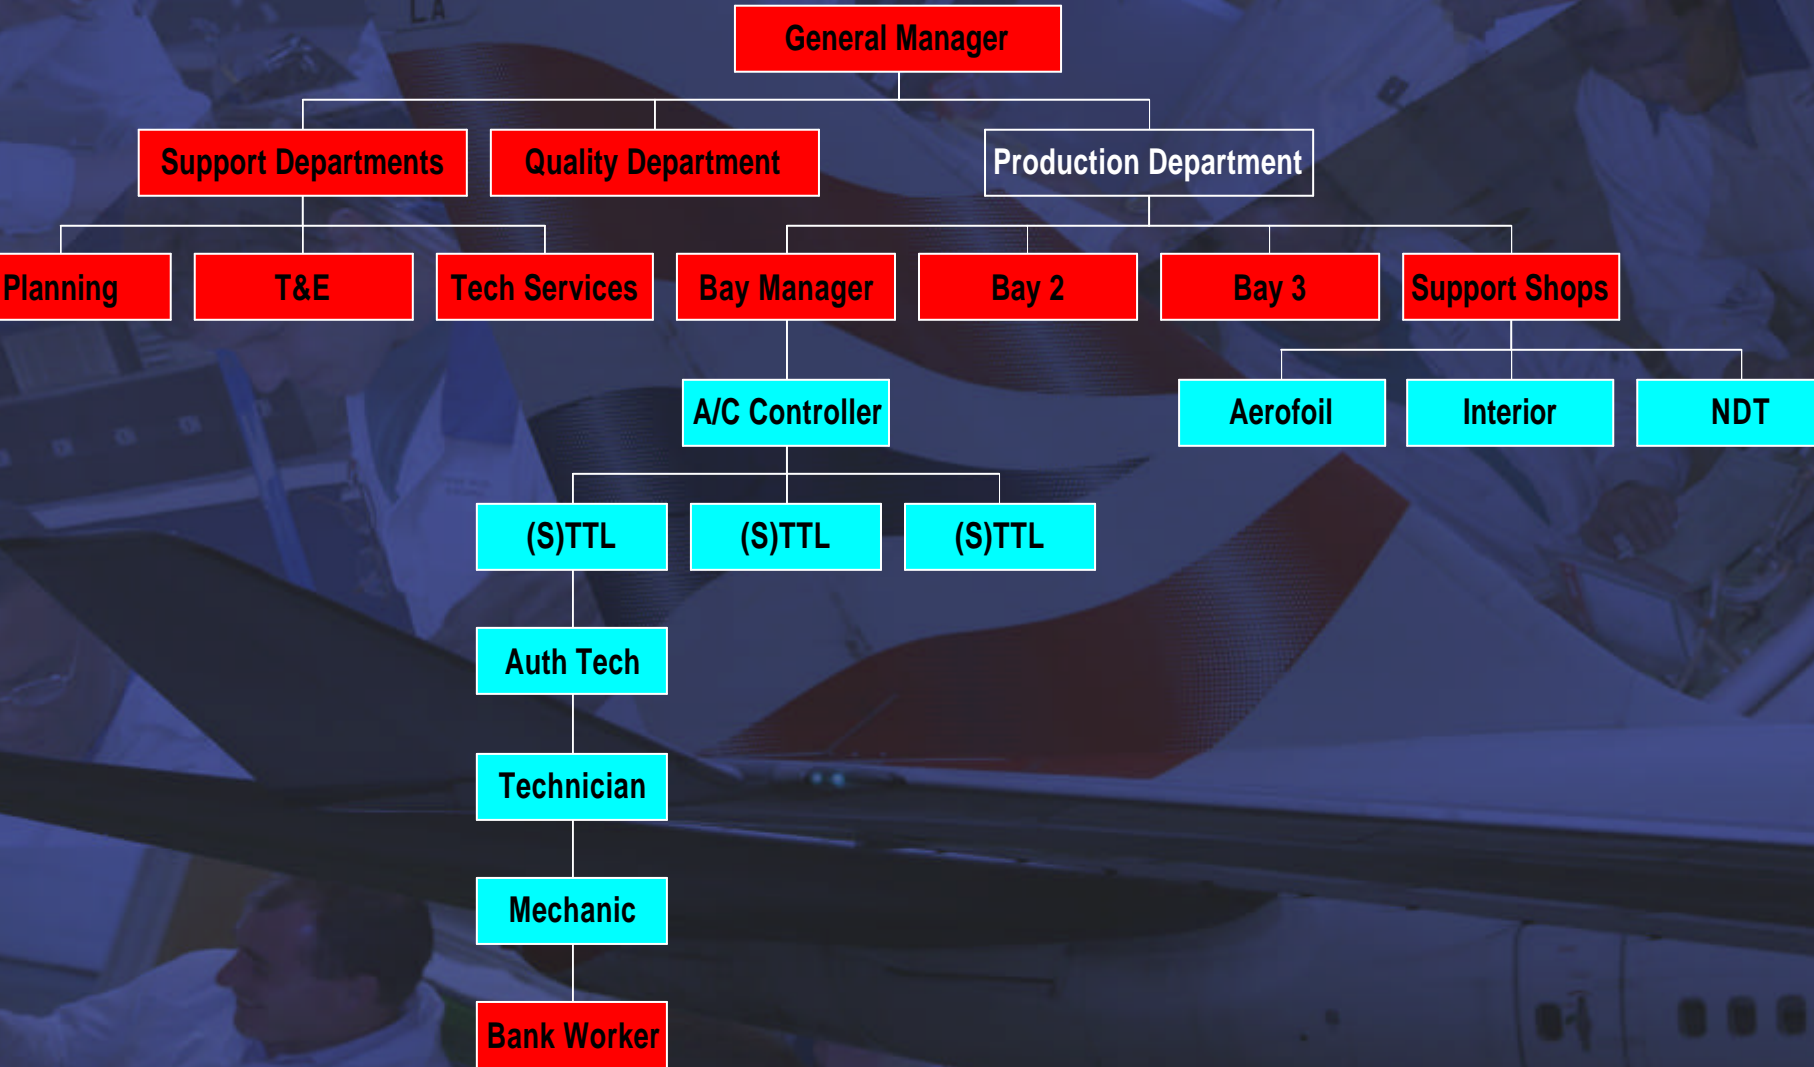 General Manager
Support Departments
Quality Department
Production Department
Planning
T&E
Tech Services
Bay Manager
Bay 2
Bay 3
Support Shops
A/C Controller
Aerofoil
Interior
NDT
(S)TTL
(S)TTL
(S)TTL
Auth Tech
Technician
Mechanic
Bank Worker